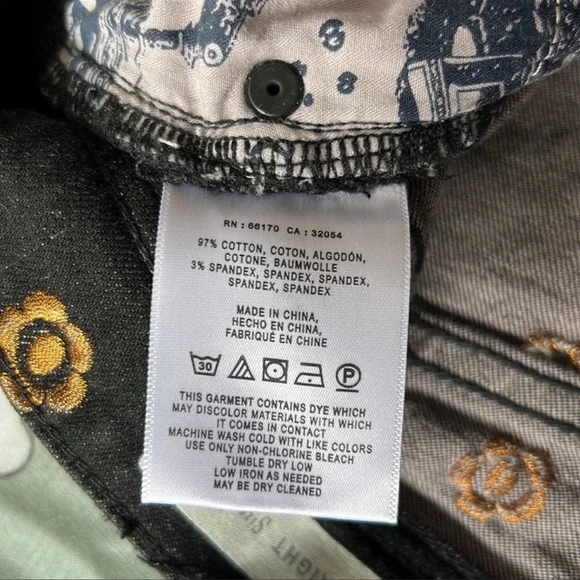 RN : 66170 CA : 32054
97% COTTON, COTON, ALGODÓN,
COTONE, BAUMWOLLE
3% SPANDEX, SPANDEX, SPANDEX,
SPANDEX, SPANDEX
MADE IN CHINA,
HECHO EN CHINA,
FABRIQUÉ EN CHINE
30
P
THIS GARMENT CONTAINS DYE WHICH
MAY DISCOLOR MATERIALS WITH WHICH
IT COMES IN CONTACT
MACHINE WASH COLD WITH LIKE COLORS
USE ONLY NON-CHLORINE BLEACH
TUMBLE DRY LOW
LOW IRON AS NEEDED
MAY BE DRY CLEANED